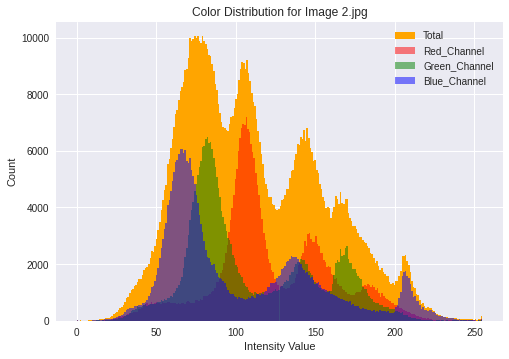 Color Distribution for Image 2.jpg
Total
Red_Channel
Green_Channel
Blue_Channel
10000
8000
6000
4000
2000
0
Count
0 50 100 150 200 250
Intensity Value